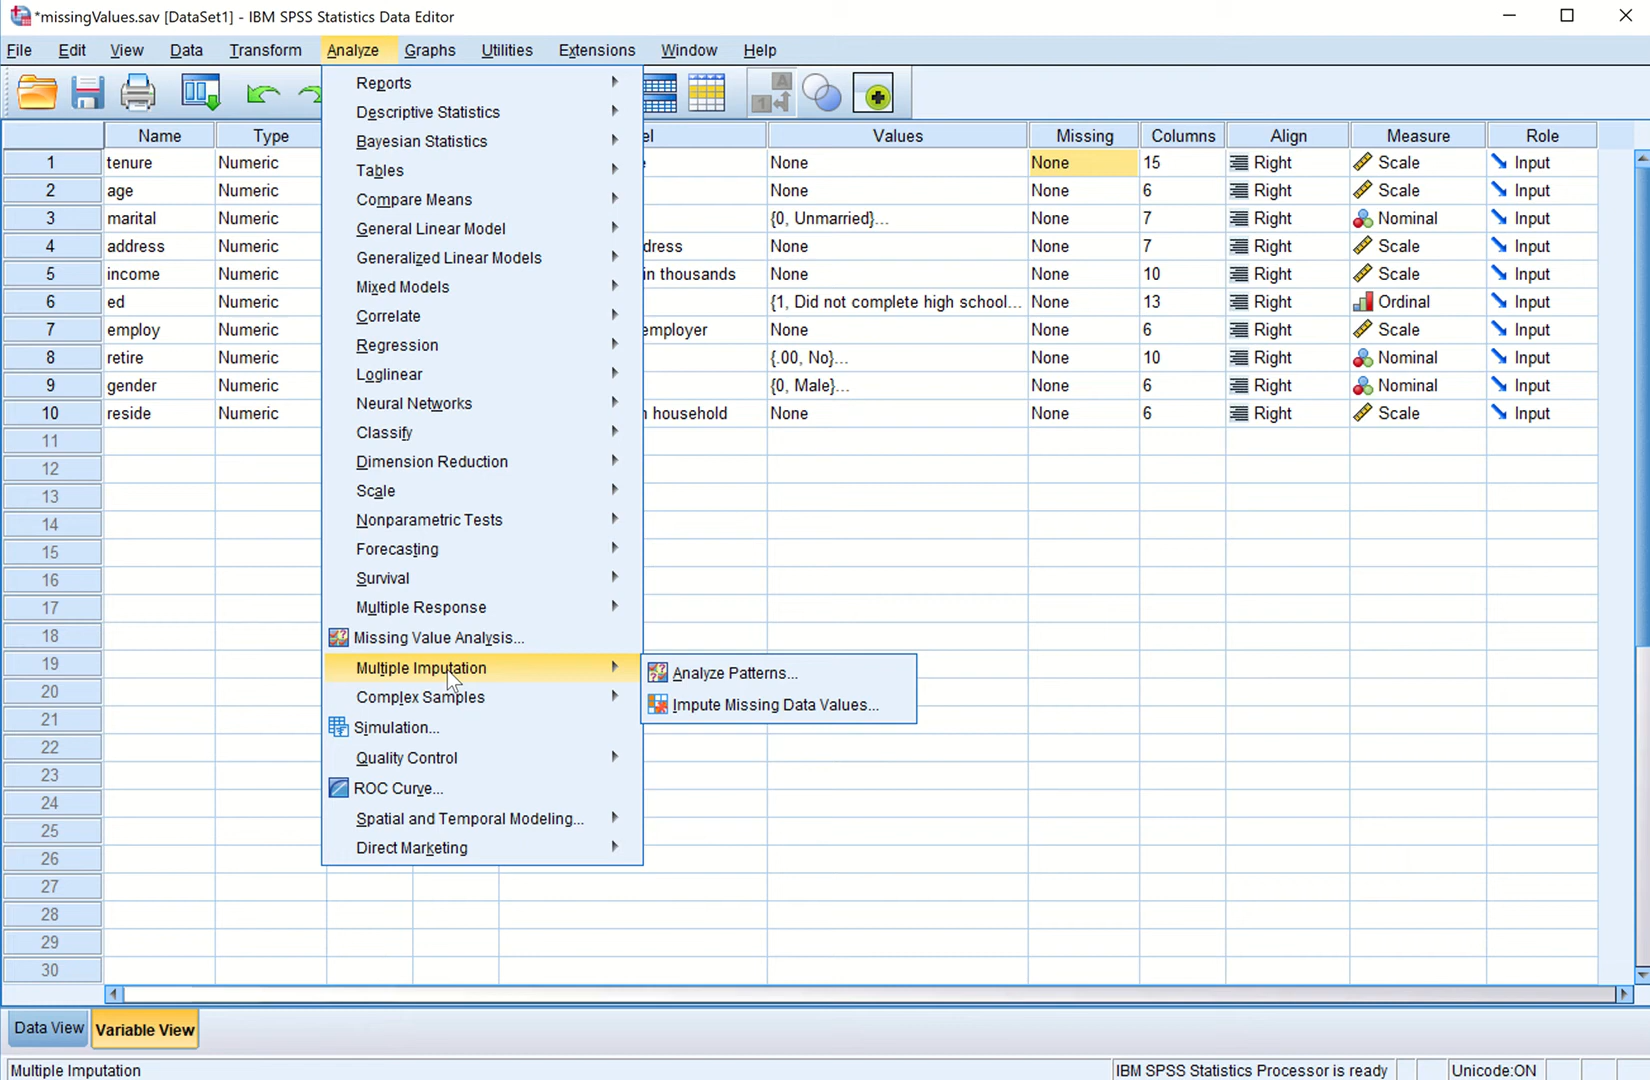 *missingValues.sav [DataSet1] - IBM SPSS Statistics Data Editor
File Edit View Data Transform Analyze Graphs Utilities Extensions Window Help
Name Type el Values Missing Columns Align Measure Role
1 tenure Numeric None None 15 Right Scale Input
2 age Numeric None None 6 Right Scale Input
3 marital Numeric {0, Unmarried}... None 7 Right Nominal Input
4 address Numeric dress None None 7 Right Scale Input
5 income Numeric in thousands None None 10 Right Scale Input
6 ed Numeric {1, Did not complete high school... None 13 Right Ordinal Input
7 employ Numeric employer None None 6 Right Scale Input
8 retire Numeric {.00, No}... None 10 Right Nominal Input
9 gender Numeric {0, Male}... None 6 Right Nominal Input
10 reside Numeric household None None 6 Right Scale Input
11
12
13
14
15
16
17
18
19
20
21
22
23
24
25
26
27
28
29
30
Reports
Descriptive Statistics
Bayesian Statistics
Tables
Compare Means
General Linear Model
Generalized Linear Models
Mixed Models
Correlate
Regression
Loglinear
Neural Networks
Classify
Dimension Reduction
Scale
Nonparametric Tests
Forecasting
Survival
Multiple Response
Missing Value Analysis...
Multiple Imputation
Complex Samples
Simulation...
Quality Control
ROC Curve...
Spatial and Temporal Modeling...
Direct Marketing
Analyze Patterns...
Impute Missing Data Values...
Data View Variable View
Multiple Imputation IBM SPSS Statistics Processor is ready Unicode:ON